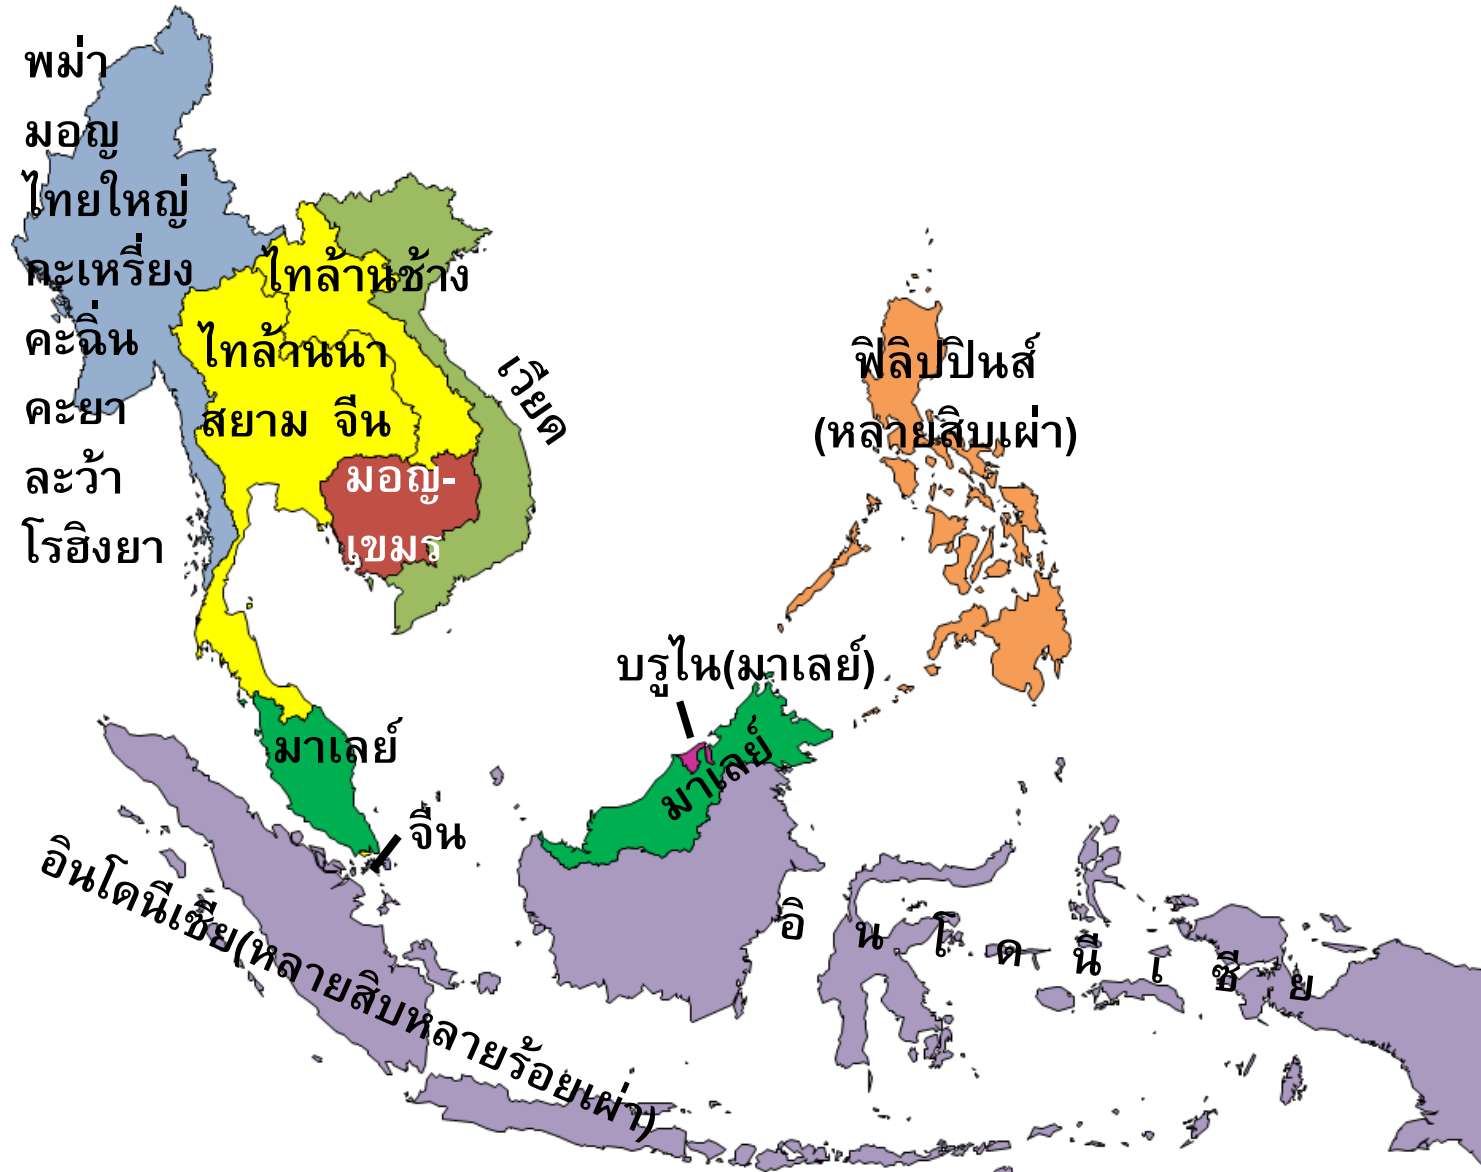 พม่า
มอญ
ไทยใหญ่
กะเหรี่ยง
คะฉิ่น
คะยา
ละว้า
โรฮิงยา
ไทล้านช้าง
ไทล้านนา
สยาม จีน
มอญ-
เขมร
เวียด
ฟิลิปปินส์
(หลายสิบเผ่า)
บรูไน(มาเลย์)
มาเลย์
มาเลย์
จีน
อินโดนีเซีย(หลายสิบหลายร้อยเผ่า)
อินโดนีเซีย